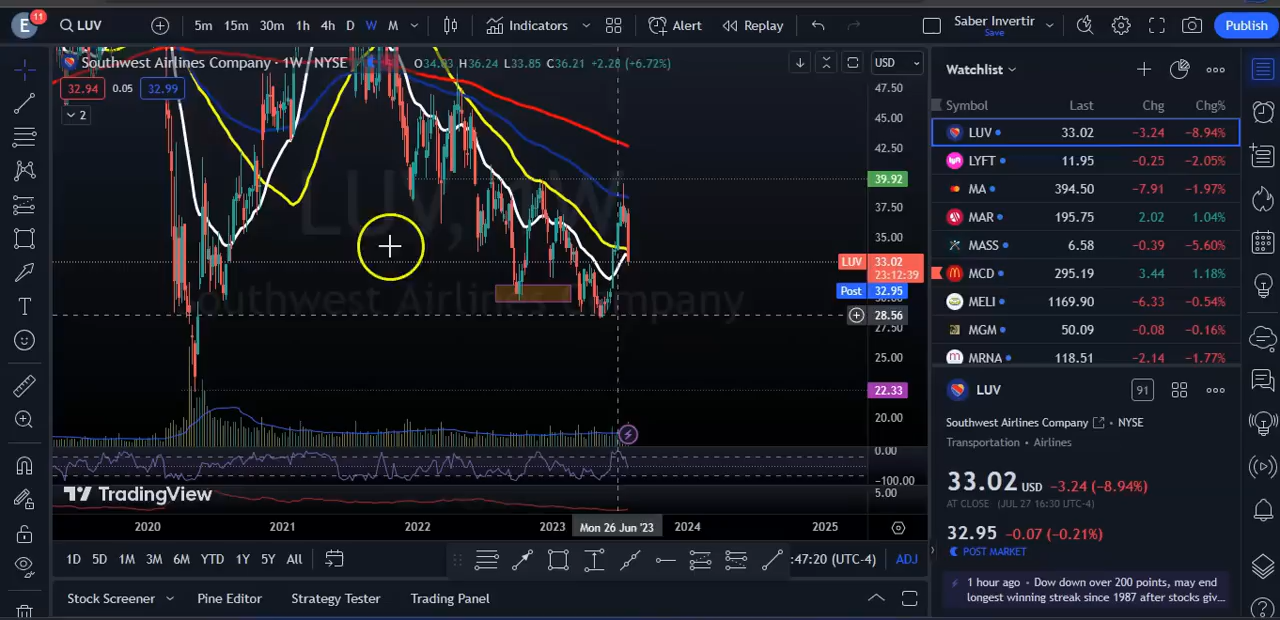 E 11 LUV 5m 15m 30m 1h 4h D W M Indicators Alert Replay Saber Invertir Save Publish
Southwest Airlines Company · 1W · NYSE O34.03 H36.24 L33.85 C36.21 +2.28 (+6.72%) USD
32.94 0.05 32.99
2
47.50
45.00
42.50
39.92
37.50
35.00
LUV 33.02
23:12:39
Post 32.95
28.56
27.50
25.00
22.33
20.00
0.00
−100.00
5.00
LUV, 1W
Southwest Airlines Company
TradingView
2020 2021 2022 2023 Mon 26 Jun '23 2024 2025
1D 5D 1M 3M 6M YTD 1Y 5Y All :47:20 (UTC-4) ADJ
Stock Screener Pine Editor Strategy Tester Trading Panel
Watchlist
Symbol Last Chg Chg%
LUV 33.02 −3.24 −8.94%
LYFT 11.95 −0.25 −2.05%
MA 394.50 −7.91 −1.97%
MAR 195.75 2.02 1.04%
MASS 6.58 −0.39 −5.60%
MCD 295.19 3.44 1.18%
MELI 1169.90 −6.33 −0.54%
MGM 50.09 −0.08 −0.16%
MRNA 118.51 −2.14 −1.77%
LUV 91
Southwest Airlines Company • NYSE
Transportation • Airlines
33.02 USD −3.24 (−8.94%)
AT CLOSE (JUL 27 16:30 UTC-4)
32.95 −0.07 (−0.21%)
POST MARKET
1 hour ago • Dow down over 200 points, may end
longest winning streak since 1987 after stocks giv...